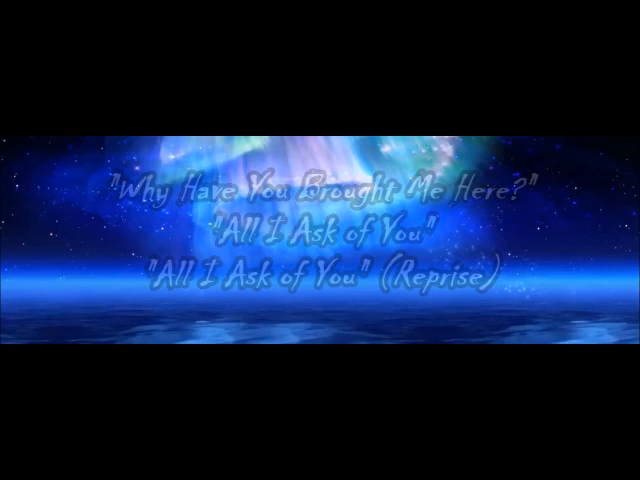 "Why Have You Brought Me Here?"
"All I Ask of You"
"All I Ask of You" (Reprise)